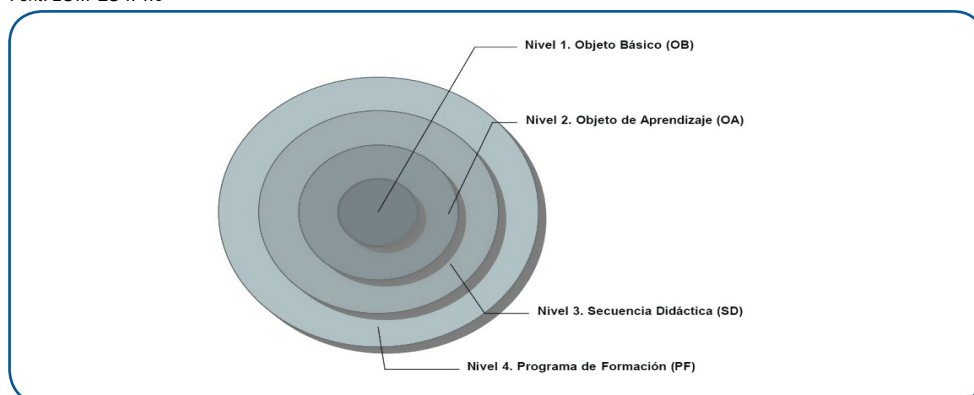 Nivel 1. Objeto Básico (OB)
Nivel 2. Objeto de Aprendizaje (OA)
Nivel 3. Secuencia Didáctica (SD)
Nivel 4. Programa de Formación (PF)